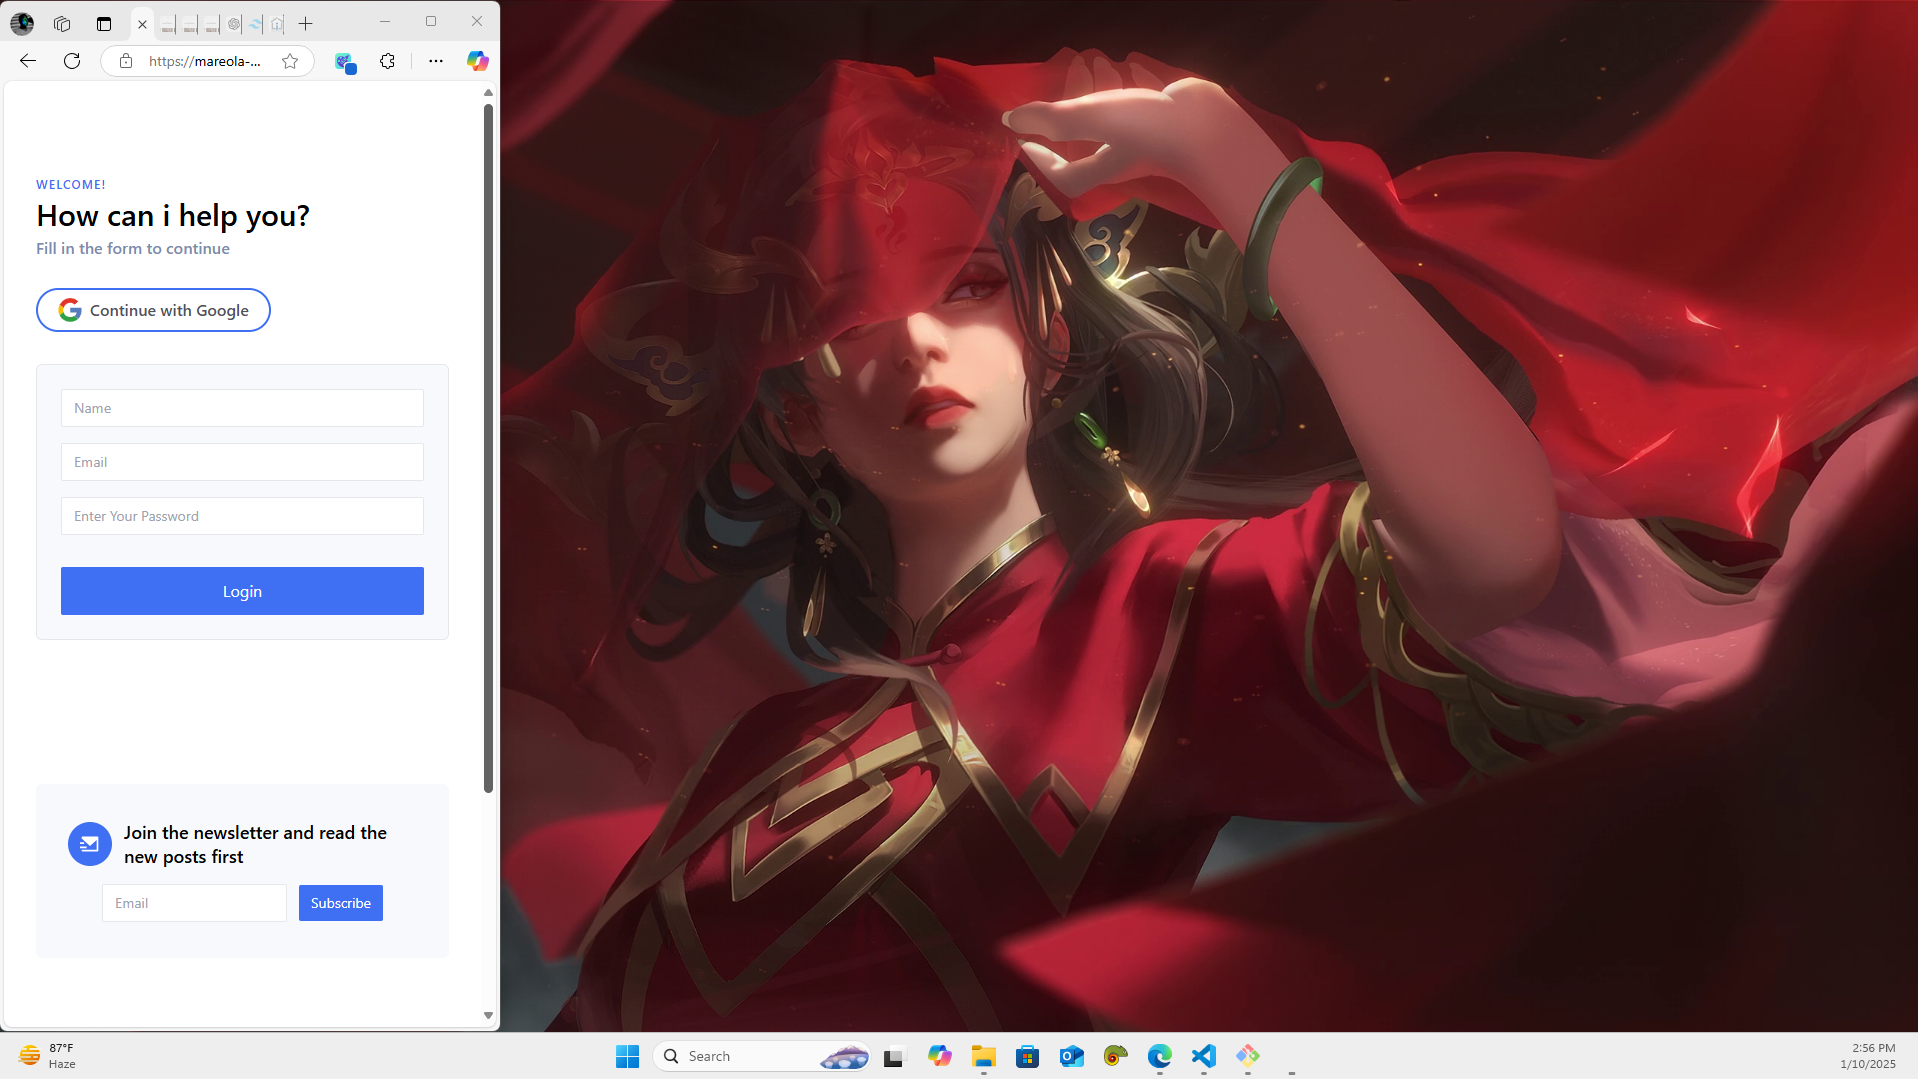 https://mareola-...
WELCOME!
How can i help you?
Fill in the form to continue
Continue with Google
Name
Email
Enter Your Password
Login
Join the newsletter and read the
new posts first
Email
Subscribe
87°F
Haze
Search
2:56 PM
1/10/2025